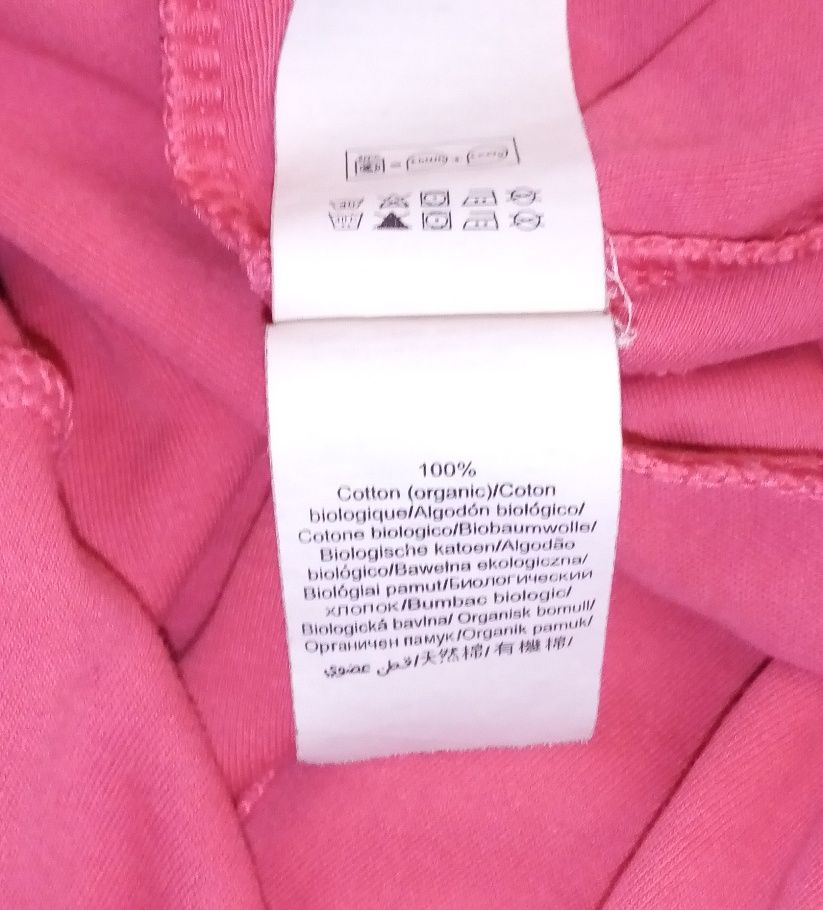 100%
Cotton (organic)/Coton
biologique/Algodón biológico/
Cotone biologico/Biobaumwolle/
Biologische katoen/Algodão
biológico/Bawełna ekologiczna/
Biológiai pamut/Биологический
хлопок/Bumbac biologic/
Biologická bavlna/ Organisk bomull/
Органичен памук/Organik pamuk/
قطن عضوي/天然棉/有機棉/